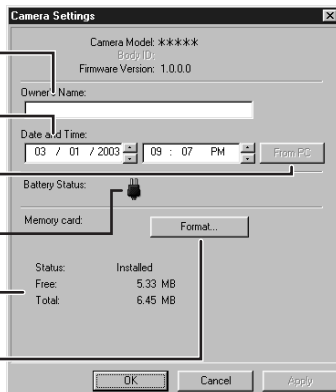 Camera Settings
Camera Model: *****
Body ID:
Firmware Version: 1.0.0.0
Owner's Name:
Date and Time:
03 / 01 / 2003 09 : 07 PM From PC
Battery Status:
Memory card: Format...
Status: Installed
Free: 5.33 MB
Total: 6.45 MB
OK Cancel Apply